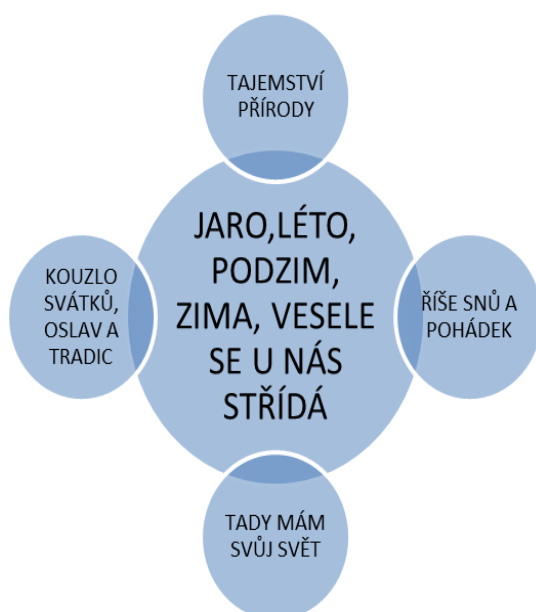 TAJEMSTVÍ
PŘÍRODY
JARO,LÉTO,
PODZIM,
ZIMA, VESELE
SE U NÁS
STŘÍDÁ
KOUZLO
SVÁTKŮ,
OSLAV A
TRADIC
ŘÍŠE SNŮ A
POHÁDEK
TADY MÁM
SVŮJ SVĚT